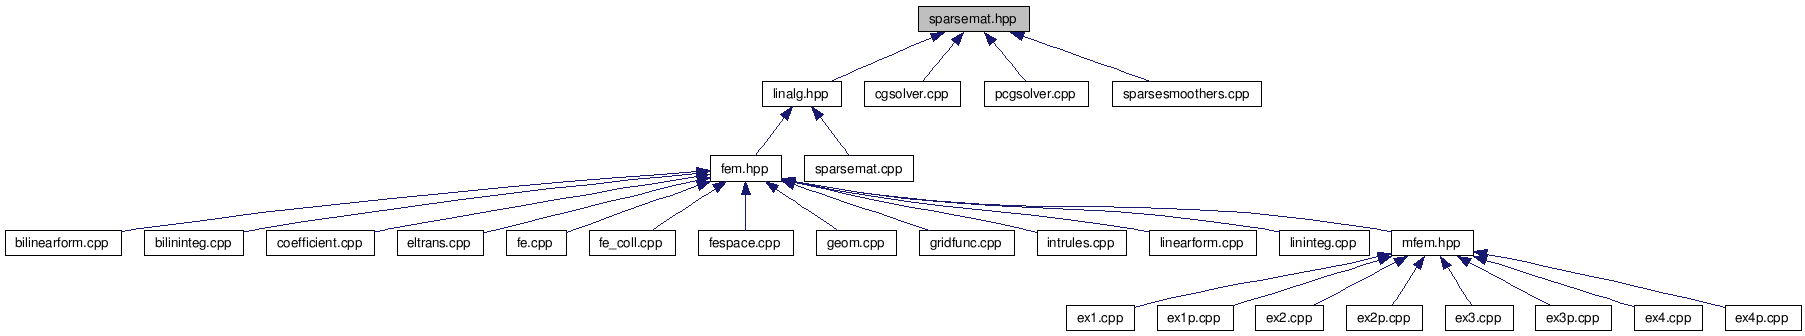 sparsemat.hpp
linalg.hpp
cgsolver.cpp
pcgsolver.cpp
sparsesmoothers.cpp
fem.hpp
sparsemat.cpp
bilinearform.cpp
bilininteg.cpp
coefficient.cpp
eltrans.cpp
fe.cpp
fe_coll.cpp
fespace.cpp
geom.cpp
gridfunc.cpp
intrules.cpp
linearform.cpp
lininteg.cpp
mfem.hpp
ex1.cpp
ex1p.cpp
ex2.cpp
ex2p.cpp
ex3.cpp
ex3p.cpp
ex4.cpp
ex4p.cpp